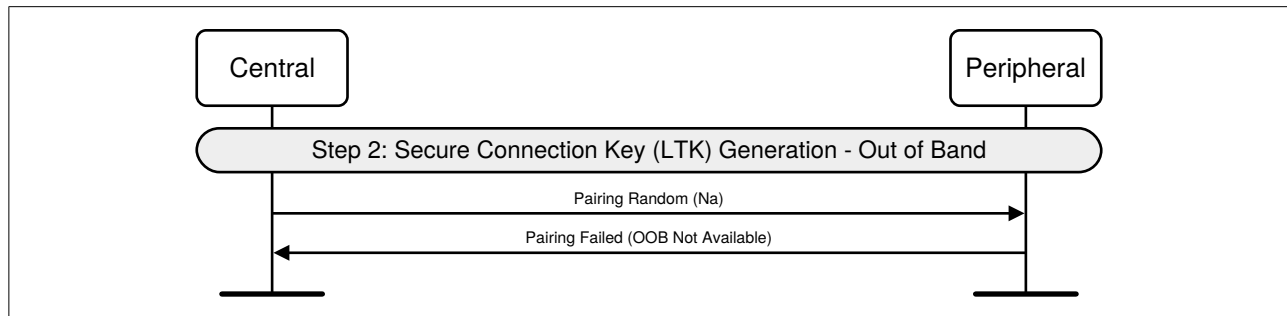 Central
Peripheral
Step 2: Secure Connection Key (LTK) Generation - Out of Band
Pairing Random (Na)
Pairing Failed (OOB Not Available)